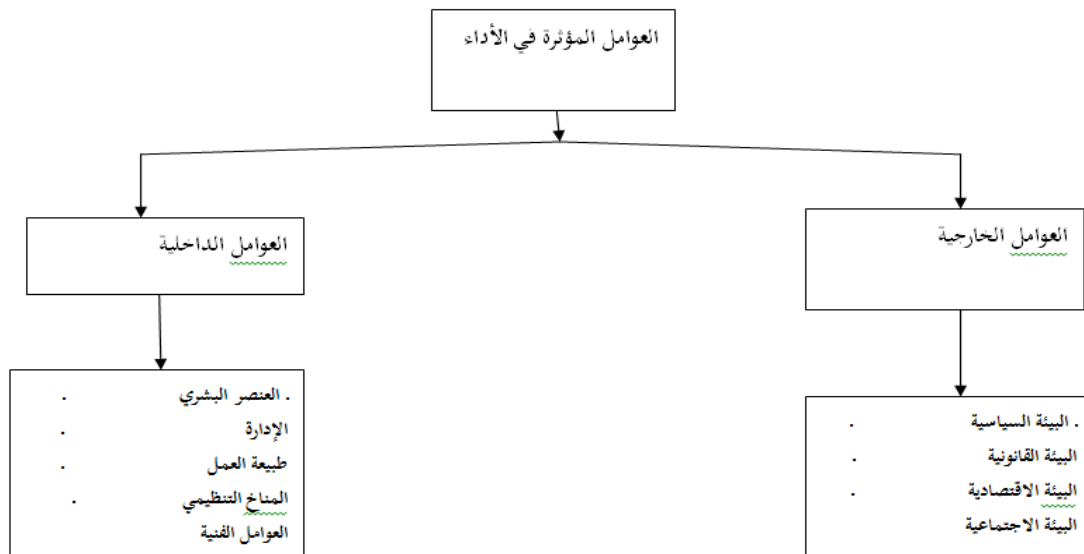 العوامل المؤثرة في الأداء
العوامل الخارجية
العوامل الداخلية
. البيئة السياسية .
البيئة القانونية .
البيئة الاقتصادية .
البيئة الاجتماعية
. العنصر البشري .
الإدارة .
طبيعة العمل .
المناخ التنظيمي .
العوامل الفنية